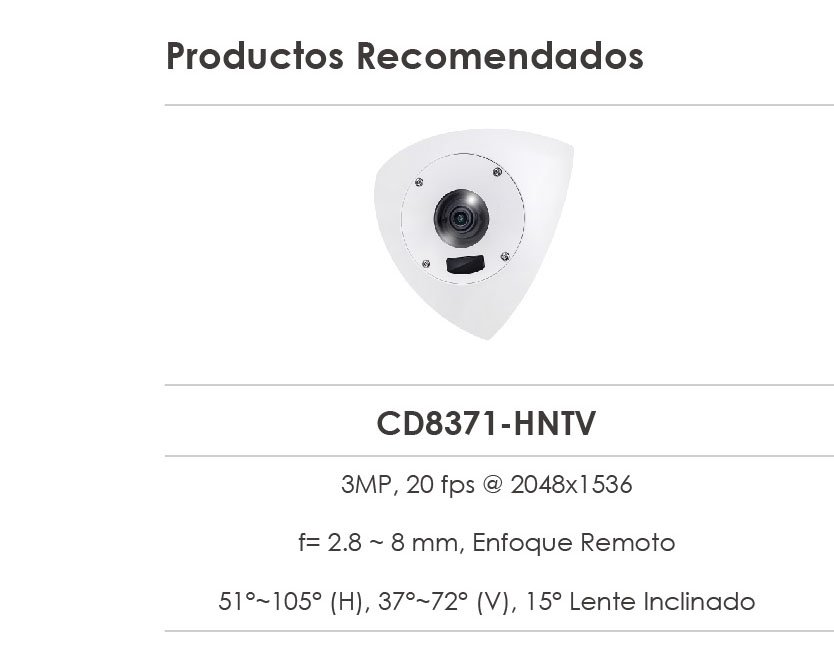 Productos Recomendados
CD8371-HNTV
3MP, 20 fps @ 2048x1536
f= 2.8 ~ 8 mm, Enfoque Remoto
51°~105° (H), 37°~72° (V), 15° Lente Inclinado